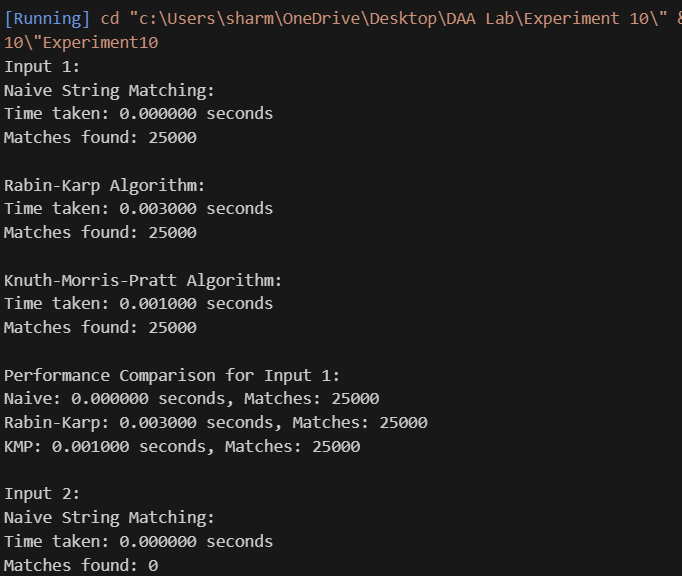 [Running] cd "c:\Users\sharm\OneDrive\Desktop\DAA Lab\Experiment 10\" &
10\"Experiment10
Input 1:
Naive String Matching:
Time taken: 0.000000 seconds
Matches found: 25000
Rabin-Karp Algorithm:
Time taken: 0.003000 seconds
Matches found: 25000
Knuth-Morris-Pratt Algorithm:
Time taken: 0.001000 seconds
Matches found: 25000
Performance Comparison for Input 1:
Naive: 0.000000 seconds, Matches: 25000
Rabin-Karp: 0.003000 seconds, Matches: 25000
KMP: 0.001000 seconds, Matches: 25000
Input 2:
Naive String Matching:
Time taken: 0.000000 seconds
Matches found: 0